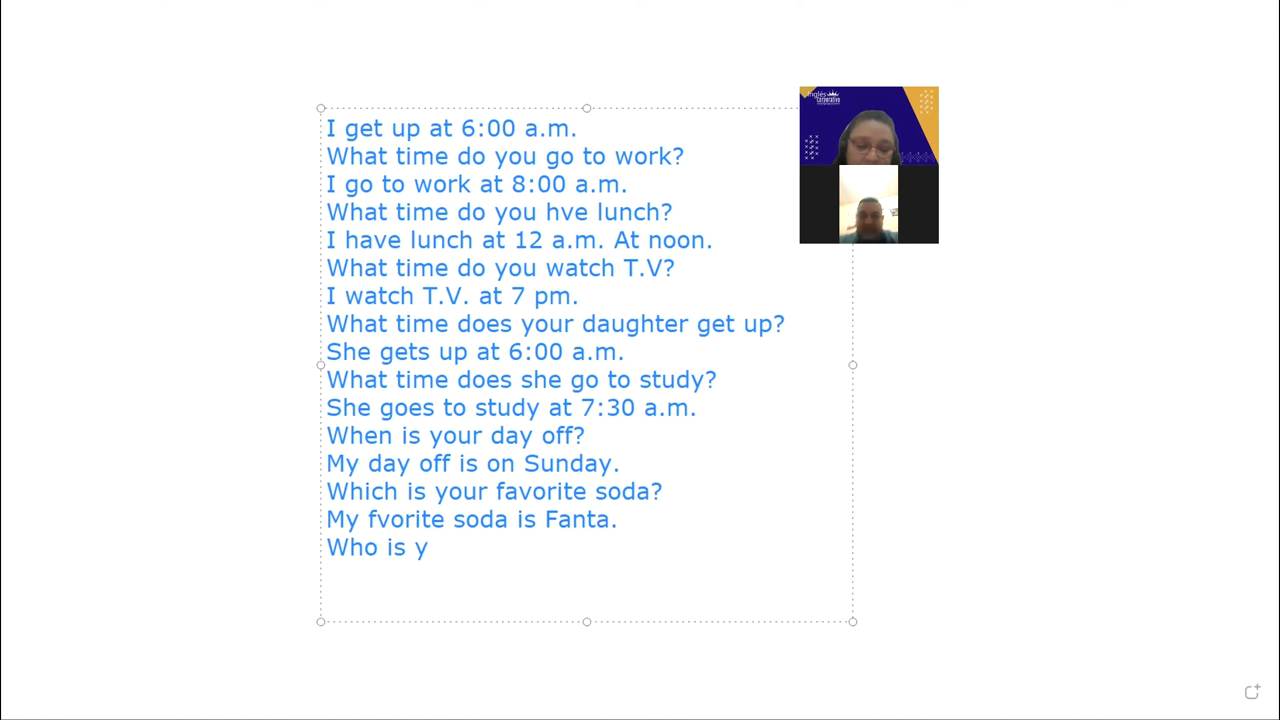 I get up at 6:00 a.m.
What time do you go to work?
I go to work at 8:00 a.m.
What time do you hve lunch?
I have lunch at 12 a.m. At noon.
What time do you watch T.V?
I watch T.V. at 7 pm.
What time does your daughter get up?
She gets up at 6:00 a.m.
What time does she go to study?
She goes to study at 7:30 a.m.
When is your day off?
My day off is on Sunday.
Which is your favorite soda?
My fvorite soda is Fanta.
Who is y
Inglés
Corporativo